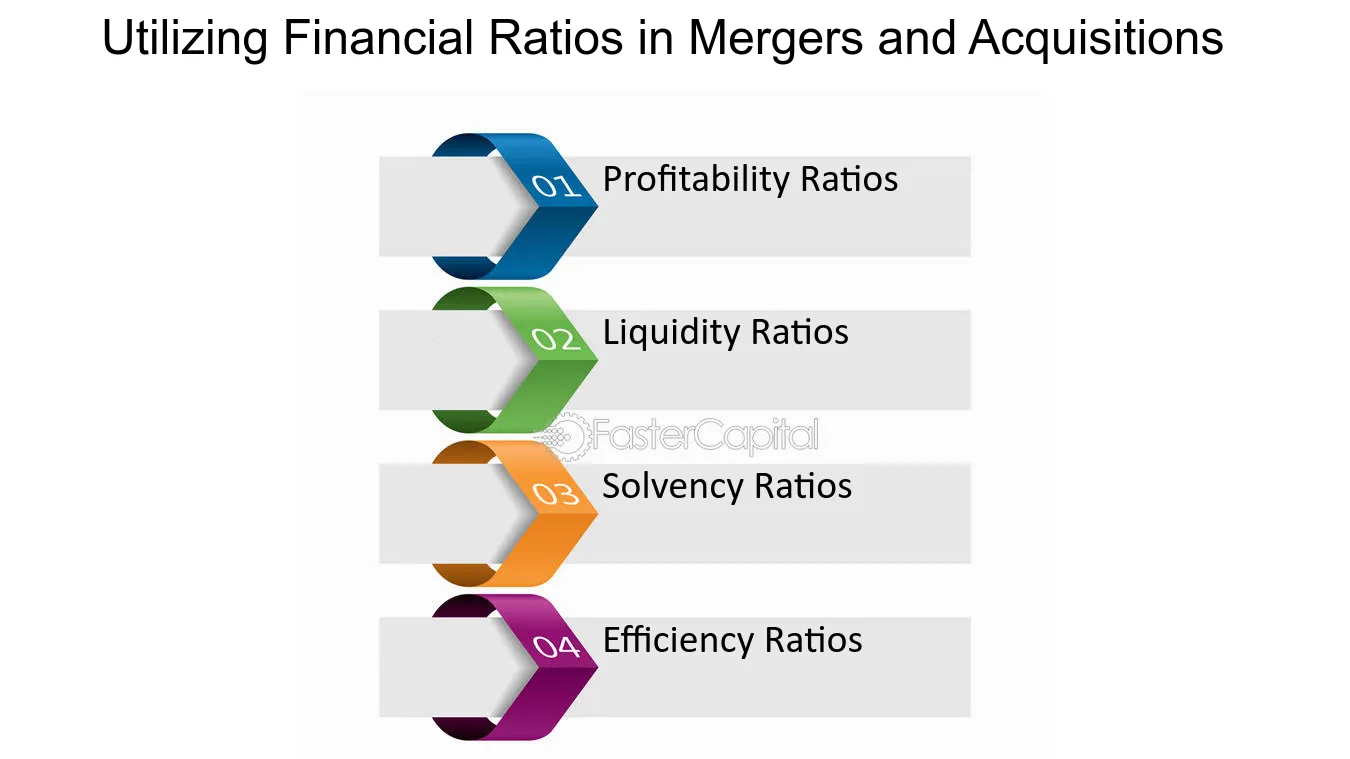 Utilizing Financial Ratios in Mergers and Acquisitions
01 Profitability Ratios
02 Liquidity Ratios
FasterCapital
03 Solvency Ratios
04 Efficiency Ratios